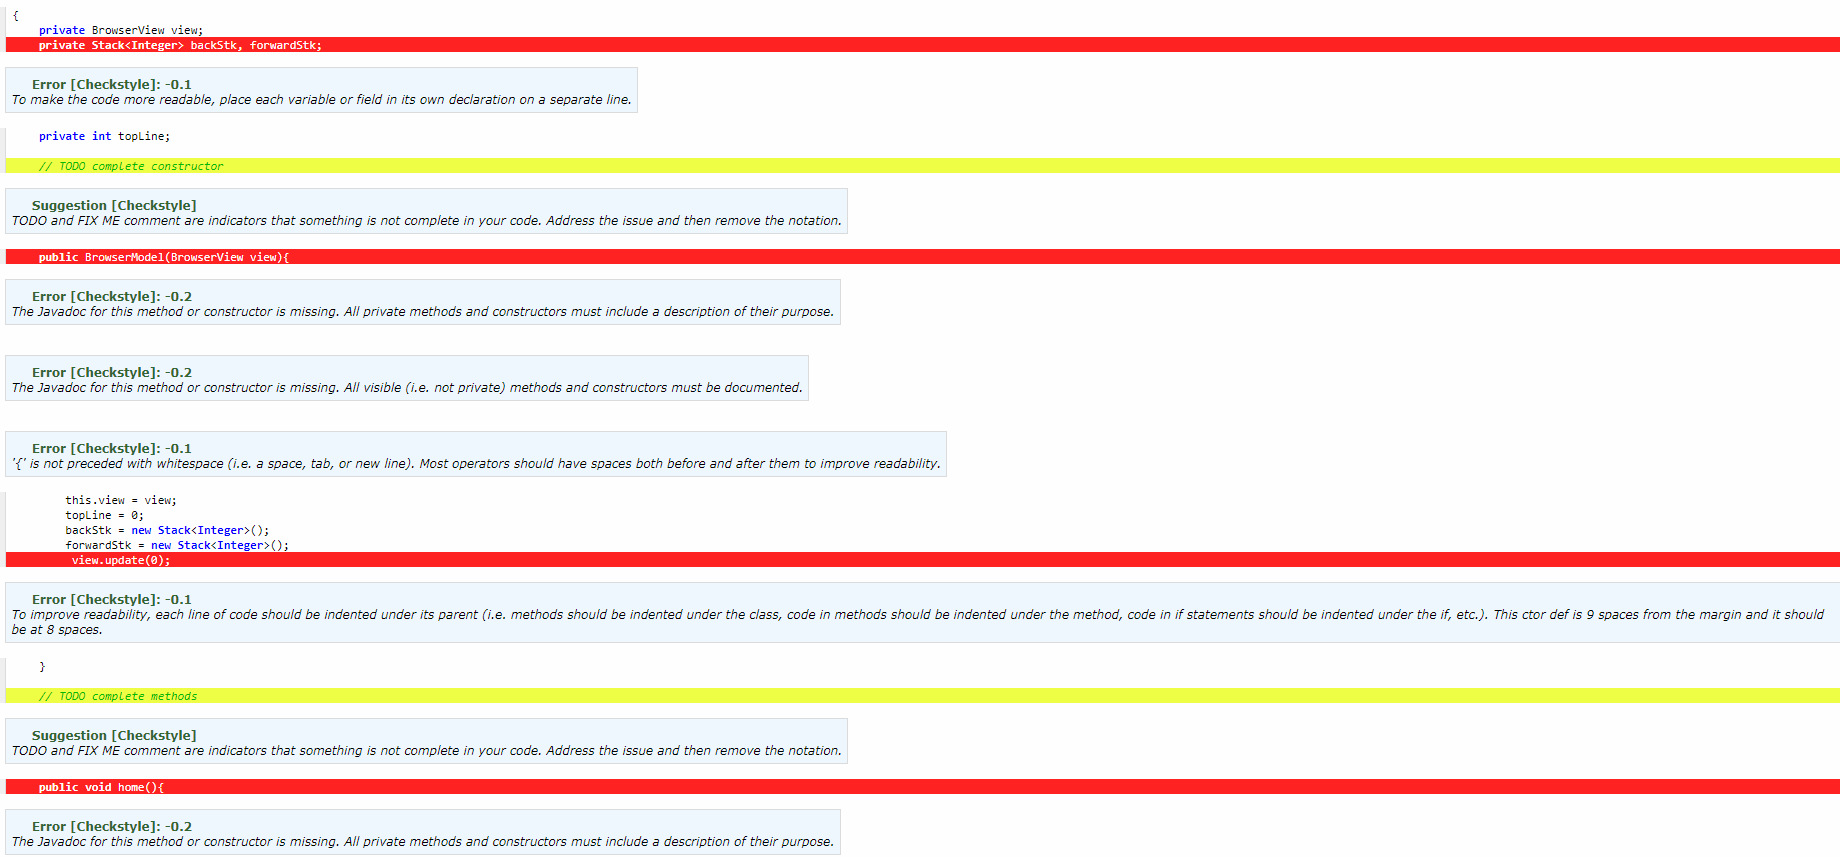 {
private BrowserView view;
private Stack<Integer> backStk, forwardStk;
Error [Checkstyle]: -0.1
To make the code more readable, place each variable or field in its own declaration on a separate line.
private int topLine;
// TODO complete constructor
Suggestion [Checkstyle]
TODO and FIX ME comment are indicators that something is not complete in your code. Address the issue and then remove the notation.
public BrowserModel(BrowserView view){
Error [Checkstyle]: -0.2
The Javadoc for this method or constructor is missing. All private methods and constructors must include a description of their purpose.
Error [Checkstyle]: -0.2
The Javadoc for this method or constructor is missing. All visible (i.e. not private) methods and constructors must be documented.
Error [Checkstyle]: -0.1
'{' is not preceded with whitespace (i.e. a space, tab, or new line). Most operators should have spaces both before and after them to improve readability.
this.view = view;
topLine = 0;
backStk = new Stack<Integer>();
forwardStk = new Stack<Integer>();
view.update(0);
Error [Checkstyle]: -0.1
To improve readability, each line of code should be indented under its parent (i.e. methods should be indented under the class, code in methods should be indented under the method, code in if statements should be indented under the if, etc.). This ctor def is 9 spaces from the margin and it should
be at 8 spaces.
}
// TODO complete methods
Suggestion [Checkstyle]
TODO and FIX ME comment are indicators that something is not complete in your code. Address the issue and then remove the notation.
public void home(){
Error [Checkstyle]: -0.2
The Javadoc for this method or constructor is missing. All private methods and constructors must include a description of their purpose.